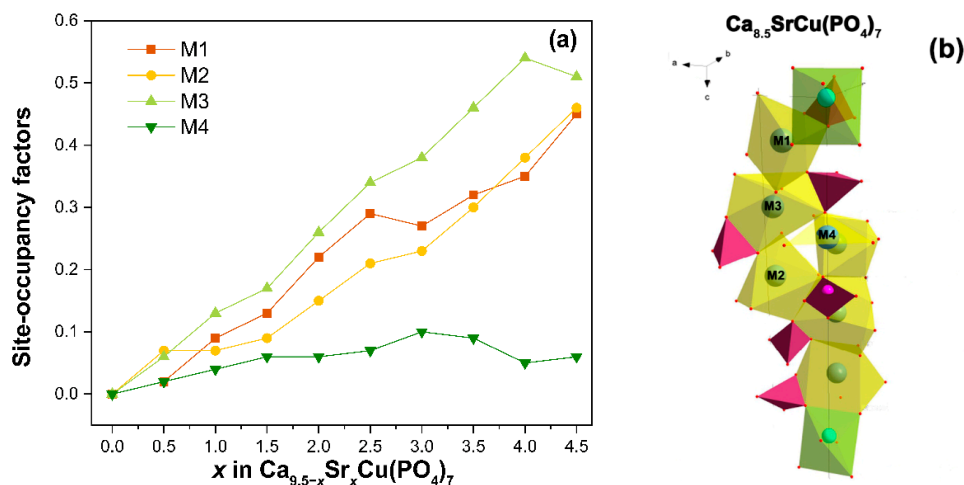 (a)
M1
M2
M3
M4
Site-occupancy factors
0.6
0.5
0.4
0.3
0.2
0.1
0.0
0.0 0.5 1.0 1.5 2.0 2.5 3.0 3.5 4.0 4.5
x in Ca₉.₅₋ₓSrₓCu(PO₄)₇
Ca₈.₅SrCu(PO₄)₇
(b)
a b
c
M1
M3
M4
M2